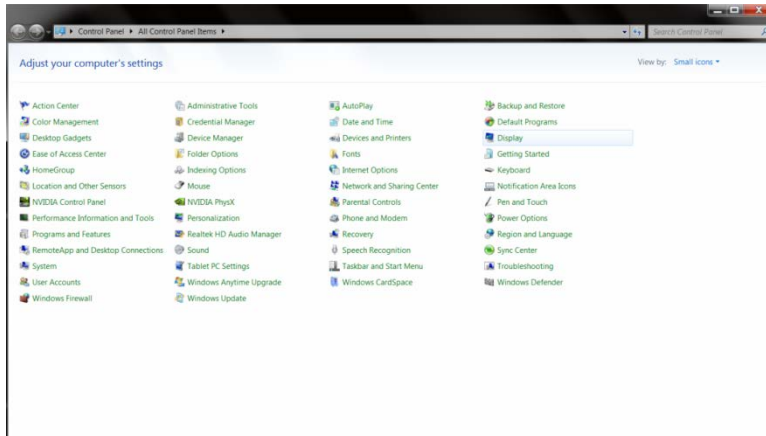 Control Panel ▸ All Control Panel Items ▸ Search Control Panel
Adjust your computer's settings View by: Small icons
Action Center Administrative Tools AutoPlay Backup and Restore
Color Management Credential Manager Date and Time Default Programs
Desktop Gadgets Device Manager Devices and Printers Display
Ease of Access Center Folder Options Fonts Getting Started
HomeGroup Indexing Options Internet Options Keyboard
Location and Other Sensors Mouse Network and Sharing Center Notification Area Icons
NVIDIA Control Panel NVIDIA PhysX Parental Controls Pen and Touch
Performance Information and Tools Personalization Phone and Modem Power Options
Programs and Features Realtek HD Audio Manager Recovery Region and Language
RemoteApp and Desktop Connections Sound Speech Recognition Sync Center
System Tablet PC Settings Taskbar and Start Menu Troubleshooting
User Accounts Windows Anytime Upgrade Windows CardSpace Windows Defender
Windows Firewall Windows Update